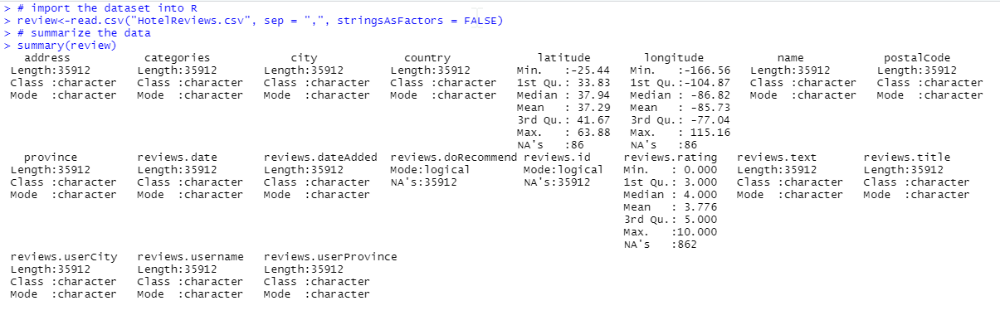 > # import the dataset into R
> review<-read.csv("HotelReviews.csv", sep = ",", stringsAsFactors = FALSE)
> # summarize the data
> summary(review)
address categories city country latitude longitude name postalCode
Length:35912 Length:35912 Length:35912 Length:35912 Min. :-25.44 Min. :-166.56 Length:35912 Length:35912
Class :character Class :character Class :character Class :character 1st Qu.: 33.83 1st Qu.:-104.87 Class :character Class :character
Mode :character Mode :character Mode :character Mode :character Median : 37.94 Median : -86.82 Mode :character Mode :character
Mean : 37.29 Mean : -85.73
3rd Qu.: 41.67 3rd Qu.: -77.04
Max. : 63.88 Max. : 115.16
NA's :86 NA's :86
province reviews.date reviews.dateAdded reviews.doRecommend reviews.id reviews.rating reviews.text reviews.title
Length:35912 Length:35912 Length:35912 Mode:logical Mode:logical Min. : 0.000 Length:35912 Length:35912
Class :character Class :character Class :character NA's:35912 NA's:35912 1st Qu.: 3.000 Class :character Class :character
Mode :character Mode :character Mode :character Median : 4.000 Mode :character Mode :character
Mean : 3.776
3rd Qu.: 5.000
Max. :10.000
NA's :862
reviews.userCity reviews.username reviews.userProvince
Length:35912 Length:35912 Length:35912
Class :character Class :character Class :character
Mode :character Mode :character Mode :character